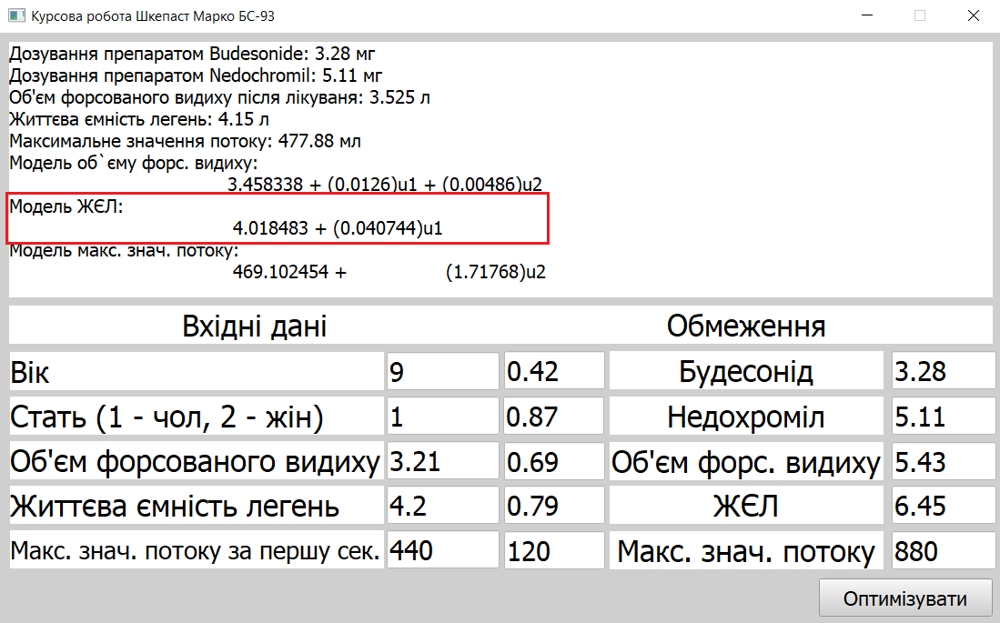 Курсова робота Шкепаст Марко БС-93
Дозування препаратом Budesonide: 3.28 мг
Дозування препаратом Nedochromil: 5.11 мг
Об'єм форсованого видиху після лікуваня: 3.525 л
Життєва ємність легень: 4.15 л
Максимальне значення потоку: 477.88 мл
Модель об`єму форс. видиху:
3.458338 + (0.0126)u1 + (0.00486)u2
Модель ЖЄЛ:
4.018483 + (0.040744)u1
Модель макс. знач. потоку:
469.102454 + (1.71768)u2
Вхідні дані Обмеження
Вік 9 0.42 Будесонід 3.28
Стать (1 - чол, 2 - жін) 1 0.87 Недохроміл 5.11
Об'єм форсованого видиху 3.21 0.69 Об'єм форс. видиху 5.43
Життєва ємність легень 4.2 0.79 ЖЄЛ 6.45
Макс. знач. потоку за першу сек. 440 120 Макс. знач. потоку 880
Оптимізувати